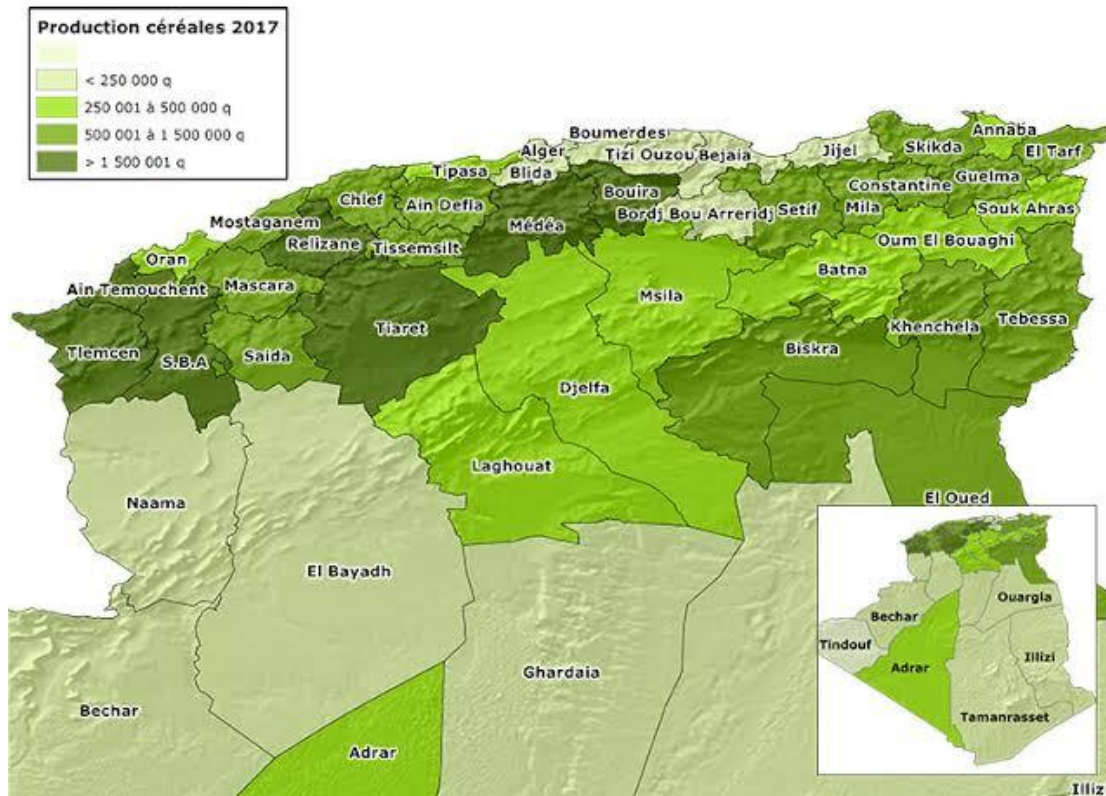 Production céréales 2017
< 250 000 q
250 001 à 500 000 q
500 001 à 1 500 000 q
> 1 500 001 q
Boumerdes
Alger
Tizi Ouzou
Bejaia
Jijel
Skikda
Annaba
El Tarf
Tipasa
Blida
Bouira
Constantine
Guelma
Chlef
Ain Defla
Médéa
Bordj Bou Arreridj
Setif
Mila
Souk Ahras
Mostaganem
Relizane
Tissemsilt
Oum El Bouaghi
Oran
Batna
Ain Temouchent
Mascara
Msila
Tiaret
Khenchela
Tebessa
Tlemcen
S.B.A
Saida
Biskra
Djelfa
Laghouat
Naama
El Oued
El Bayadh
Ghardaia
Bechar
Adrar
Illiz
Ouargla
Bechar
Tindouf
Adrar
Illizi
Tamanrasset